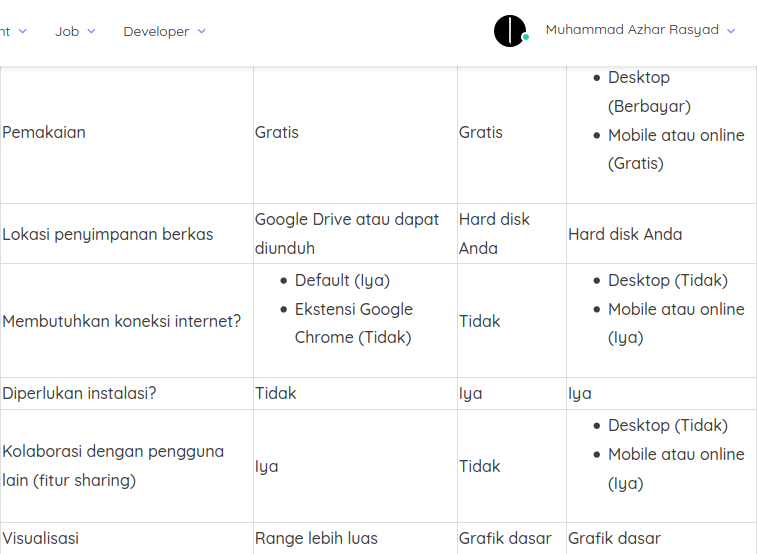 nt Job Developer Muhammad Azhar Rasyad
Pemakaian
Gratis
Gratis
• Desktop
(Berbayar)
• Mobile atau online
(Gratis)
Lokasi penyimpanan berkas
Google Drive atau dapat
diunduh
Hard disk
Anda
Hard disk Anda
Membutuhkan koneksi internet?
• Default (Iya)
• Ekstensi Google
Chrome (Tidak)
Tidak
• Desktop (Tidak)
• Mobile atau online
(Iya)
Diperlukan instalasi?
Tidak
Iya
Iya
Kolaborasi dengan pengguna
lain (fitur sharing)
Iya
Tidak
• Desktop (Tidak)
• Mobile atau online
(Iya)
Visualisasi
Range lebih luas
Grafik dasar
Grafik dasar